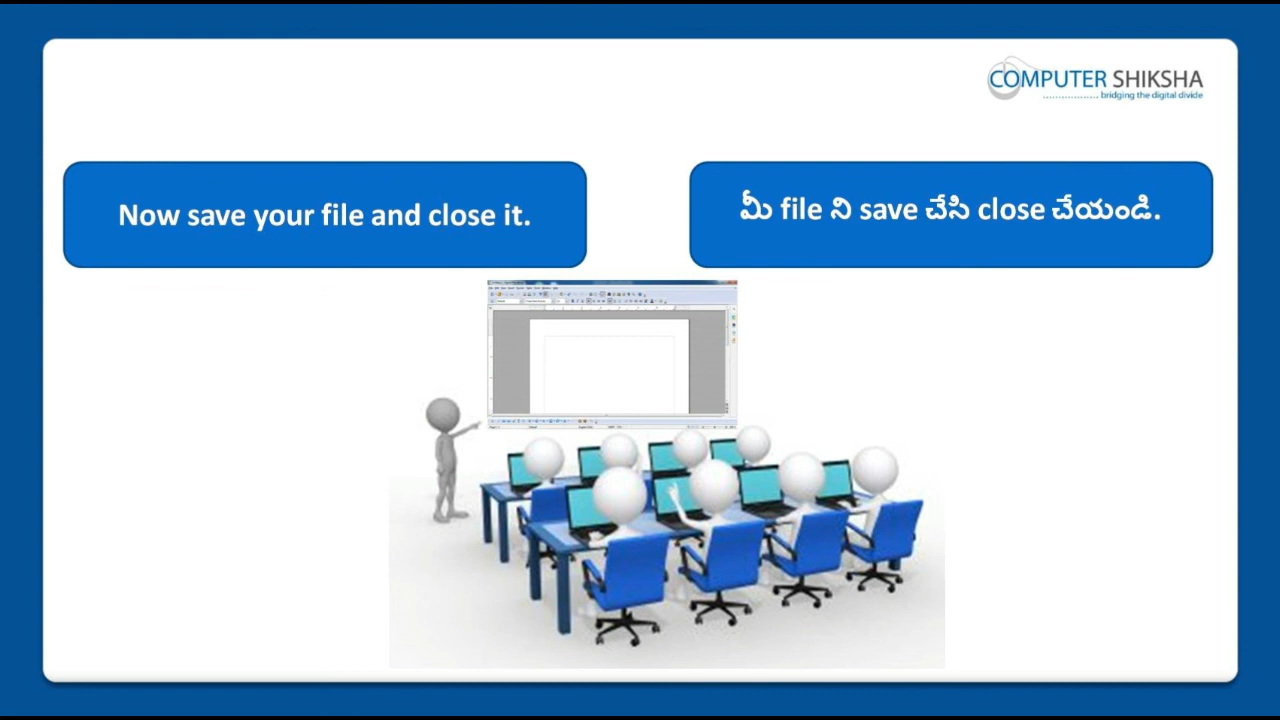 COMPUTER SHIKSHA
bridging the digital divide
Now save your file and close it.
మీ file ని save చేసి close చేయండి.